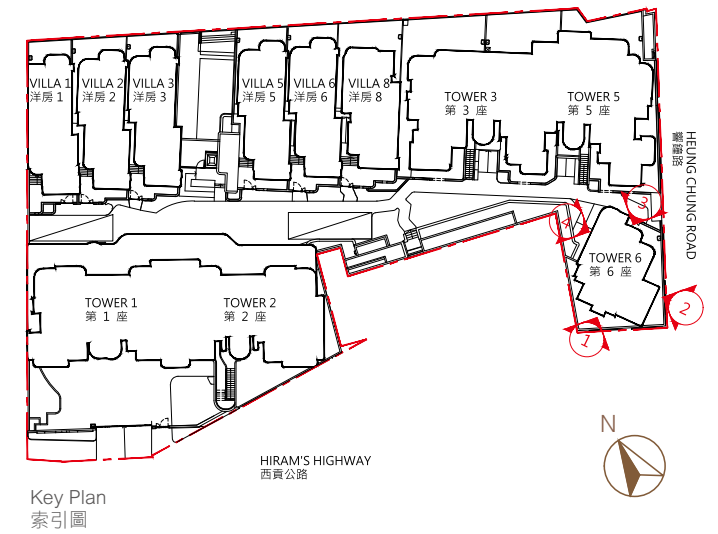 VILLA 1
洋房 1
VILLA 2
洋房 2
VILLA 3
洋房 3
VILLA 5
洋房 5
VILLA 6
洋房 6
VILLA 8
洋房 8
TOWER 3
第 3 座
TOWER 5
第 5 座
HEUNG CHUNG ROAD
響鐘路
3
4
TOWER 6
第 6 座
2
1
TOWER 1
第 1 座
TOWER 2
第 2 座
HIRAM'S HIGHWAY
西貢公路
N
Key Plan
索引圖